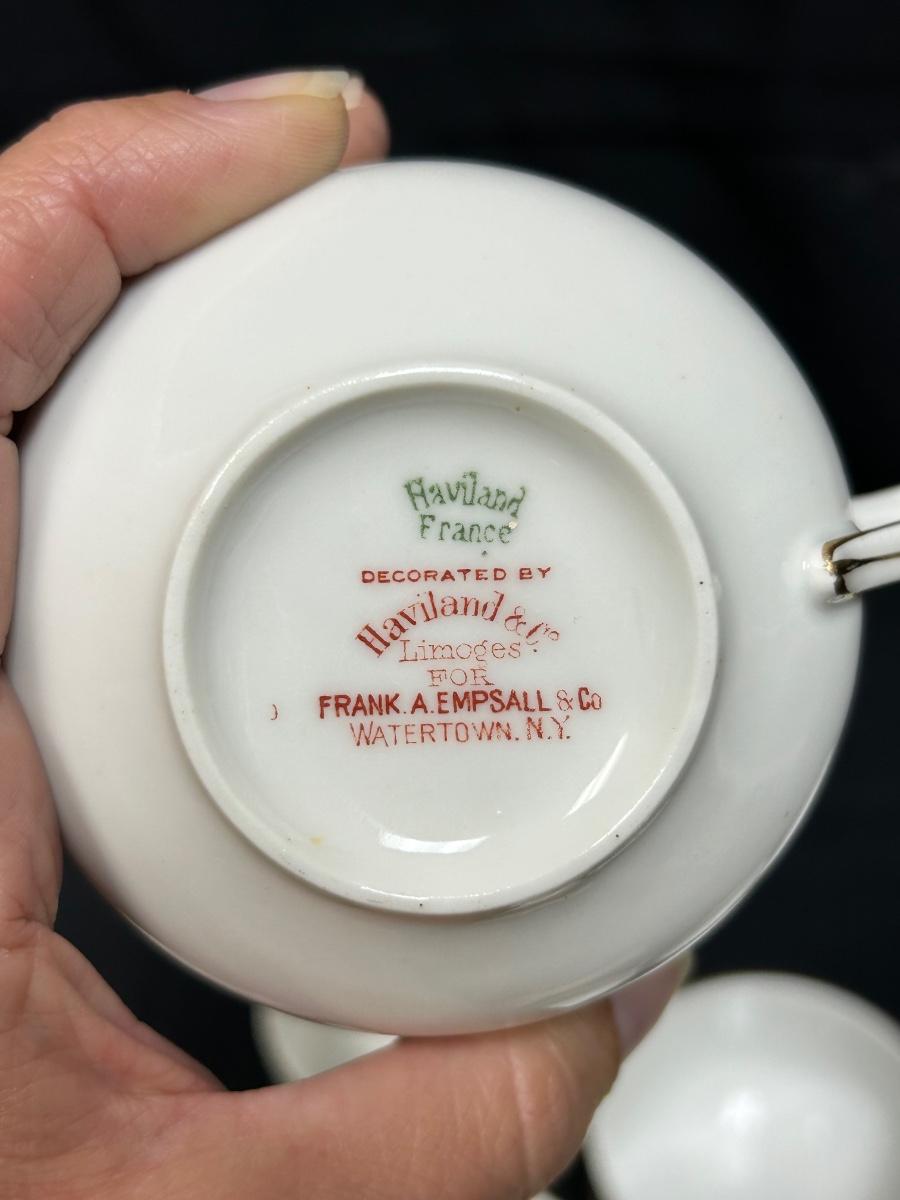 Haviland
France
DECORATED BY
Haviland & Co.
Limoges
FOR
FRANK. A. EMPSALL & Co
WATERTOWN. N.Y.